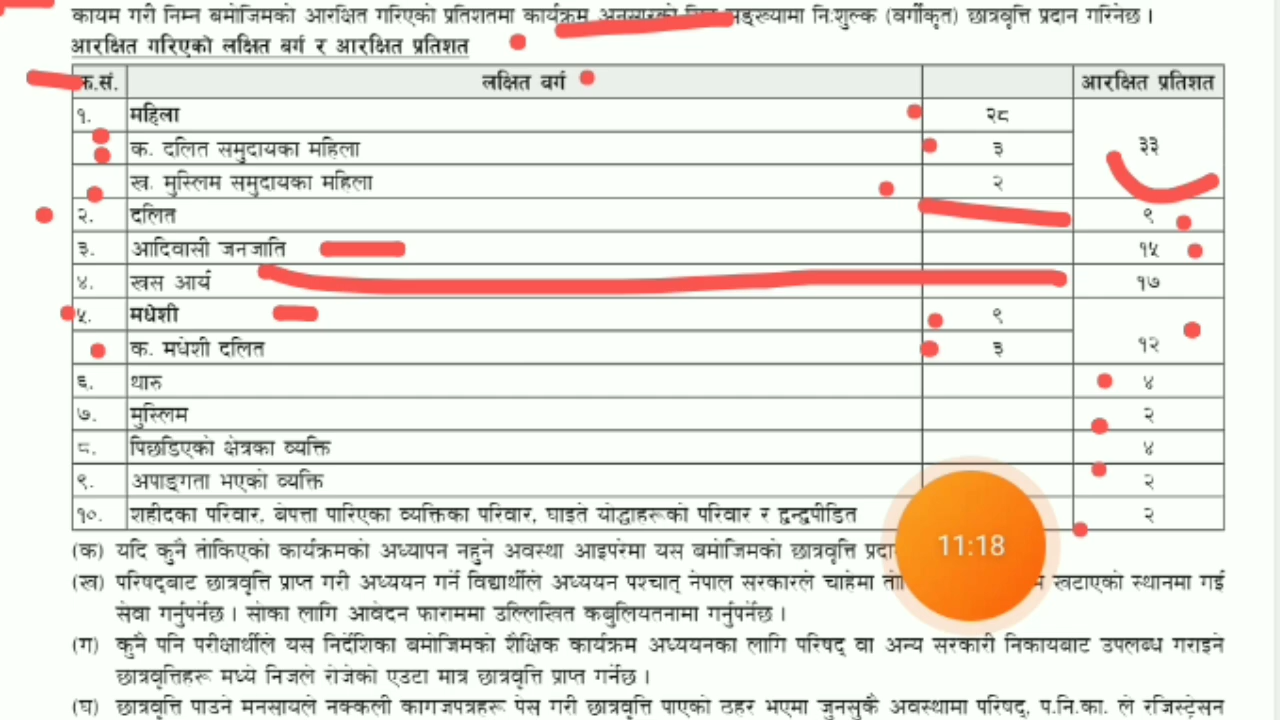 कायम गरी निम्न बमोजिमको आरक्षित गरिएको प्रतिशतमा कार्यक्रम अनुसारको सङ्ख्यामा नि:शुल्क (वर्गीकृत) छात्रवृत्ति प्रदान गरिनेछ ।
आरक्षित गरिएको लक्षित वर्ग र आरक्षित प्रतिशत
क.सं. लक्षित वर्ग आरक्षित प्रतिशत
१. महिला २८ ३३
क. दलित समुदायका महिला ३
ख. मुस्लिम समुदायका महिला २
२. दलित ९
३. आदिवासी जनजाति १५
४. खस आर्य १७
५. मधेशी ९ १२
क. मधेशी दलित ३
६. थारु ४
७. मुस्लिम २
८. पिछडिएको क्षेत्रका व्यक्ति ४
९. अपाङ्गता भएको व्यक्ति २
१०. शहीदका परिवार, बेपत्ता पारिएका व्यक्तिका परिवार, घाइते योद्धाहरूको परिवार र द्वन्द्वपीडित २
11:18
(क) यदि कुनै तोकिएको कार्यक्रमको अध्यापन नहुने अवस्था आइपरेमा यस बमोजिमको छात्रवृत्ति
(ख) परिषद्‌बाट छात्रवृत्ति प्राप्त गरी अध्ययन गर्ने विद्यार्थीले अध्ययन पश्चात् नेपाल सरकारले चाहेमा खटाएको स्थानमा गई
सेवा गर्नुपर्नेछ । सोका लागि आवेदन फाराममा उल्लिखित कबुलियतनामा गर्नुपर्नेछ ।
(ग) कुनै पनि परीक्षार्थीले यस निर्देशिका बमोजिमको शैक्षिक कार्यक्रम अध्ययनका लागि परिषद् वा अन्य सरकारी निकायबाट उपलब्ध गराइने
छात्रवृत्तिहरू मध्ये निजले रोजेको एउटा मात्र छात्रवृत्ति प्राप्त गर्नेछ ।
(घ) छात्रवृत्ति पाउने मनसायले नक्कली कागजपत्रहरू पेस गरी छात्रवृत्ति पाएको ठहर भएमा जुनसुकै अवस्थामा परिषद्, प.नि.का. ले रजिस्ट्रेसन